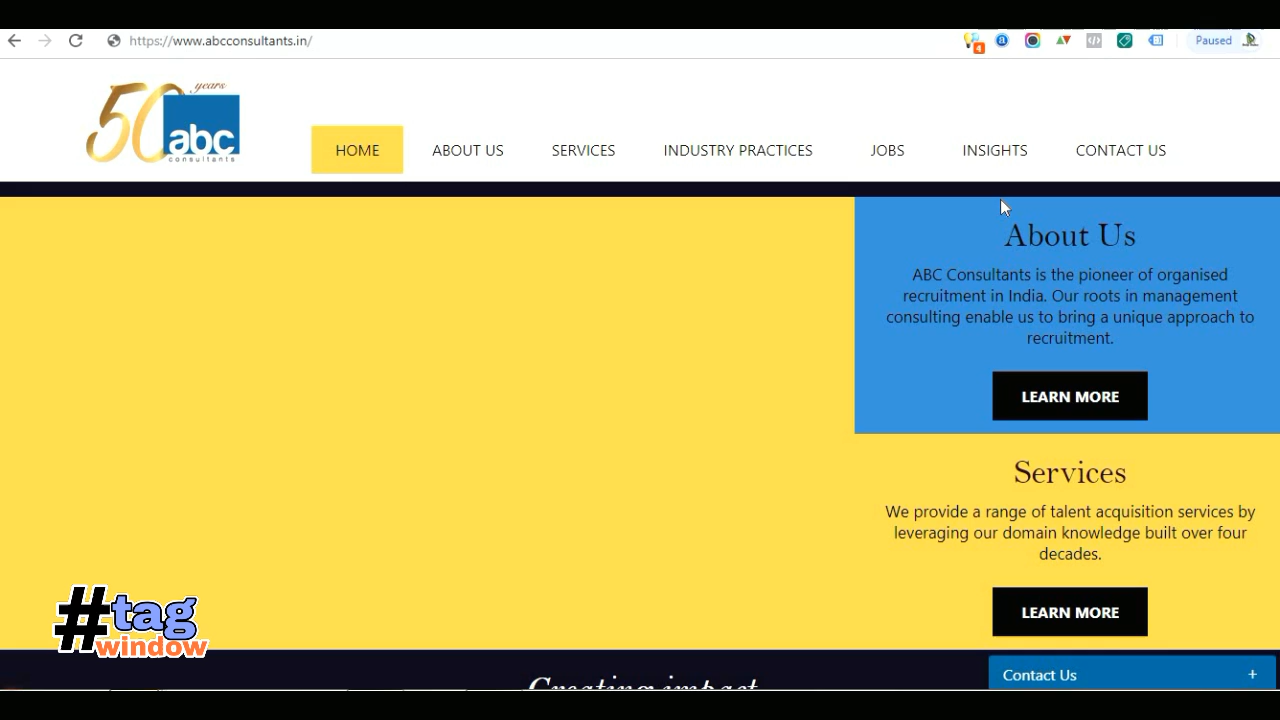 https://www.abcconsultants.in/
4
a
Paused
50 years
abc
consultants
HOME
ABOUT US
SERVICES
INDUSTRY PRACTICES
JOBS
INSIGHTS
CONTACT US
About Us
ABC Consultants is the pioneer of organised
recruitment in India. Our roots in management
consulting enable us to bring a unique approach to
recruitment.
LEARN MORE
Services
We provide a range of talent acquisition services by
leveraging our domain knowledge built over four
decades.
LEARN MORE
#tag
window
Creating impact
Contact Us +